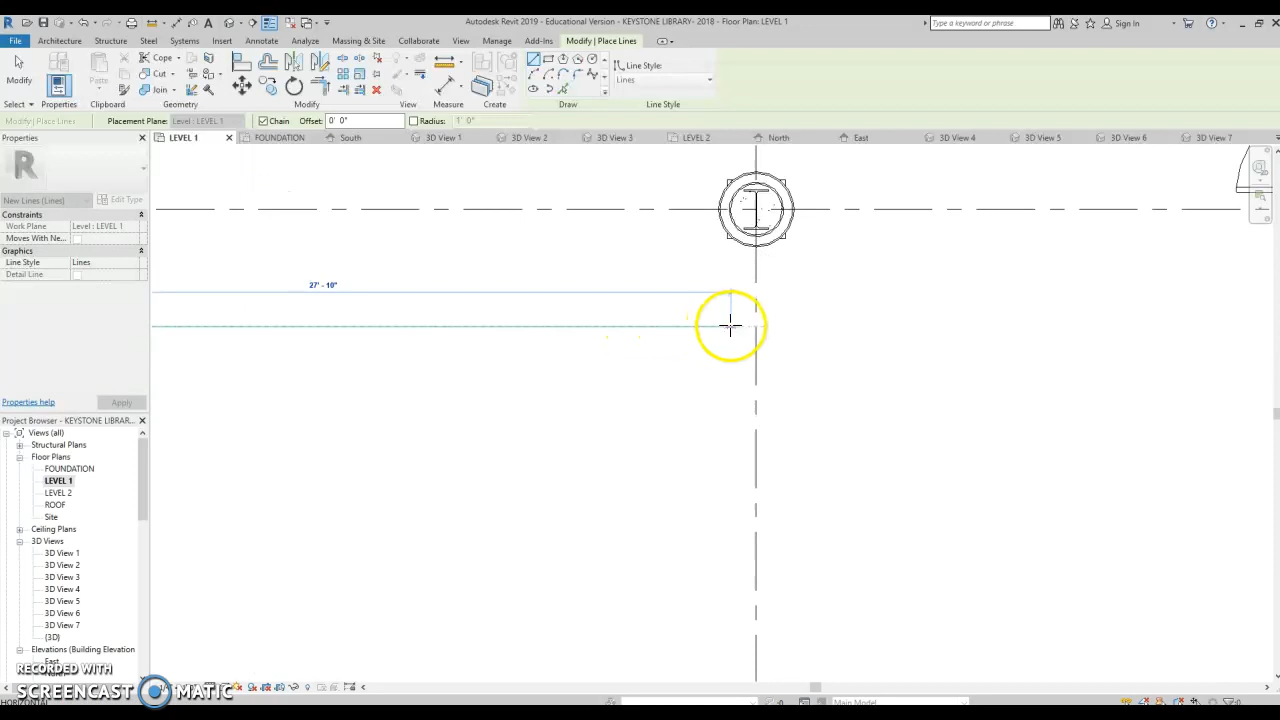 Autodesk Revit 2019 - Educational Version - KEYSTONE LIBRARY- 2018 - Floor Plan: LEVEL 1
Type a keyword or phrase
Sign In
File Architecture Structure Steel Systems Insert Annotate Analyze Massing & Site Collaborate View Manage Add-Ins Modify | Place Lines
Modify
Paste
Cope
Cut
Join
Line Style:
Lines
Select Properties Clipboard Geometry Modify View Measure Create Draw Line Style
Modify | Place Lines Placement Plane: Level : LEVEL 1 Chain Offset: 0' 0" Radius: 1' 0"
Properties
LEVEL 1 FOUNDATION South 3D View 1 3D View 2 3D View 3 LEVEL 2 North East 3D View 4 3D View 5 3D View 6 3D View 7
R
New Lines (Lines) Edit Type
Constraints
Work Plane Level : LEVEL 1
Moves With Ne...
Graphics
Line Style Lines
Detail Line
27' - 10"
Properties help Apply
Project Browser - KEYSTONE LIBRAR...
Views (all)
Structural Plans
Floor Plans
FOUNDATION
LEVEL 1
LEVEL 2
ROOF
Site
Ceiling Plans
3D Views
3D View 1
3D View 2
3D View 3
3D View 4
3D View 5
3D View 6
3D View 7
(3D)
Elevations (Building Elevation
East
RECORDED WITH
SCREENCAST MATIC
HORIZONTAL
Main Model